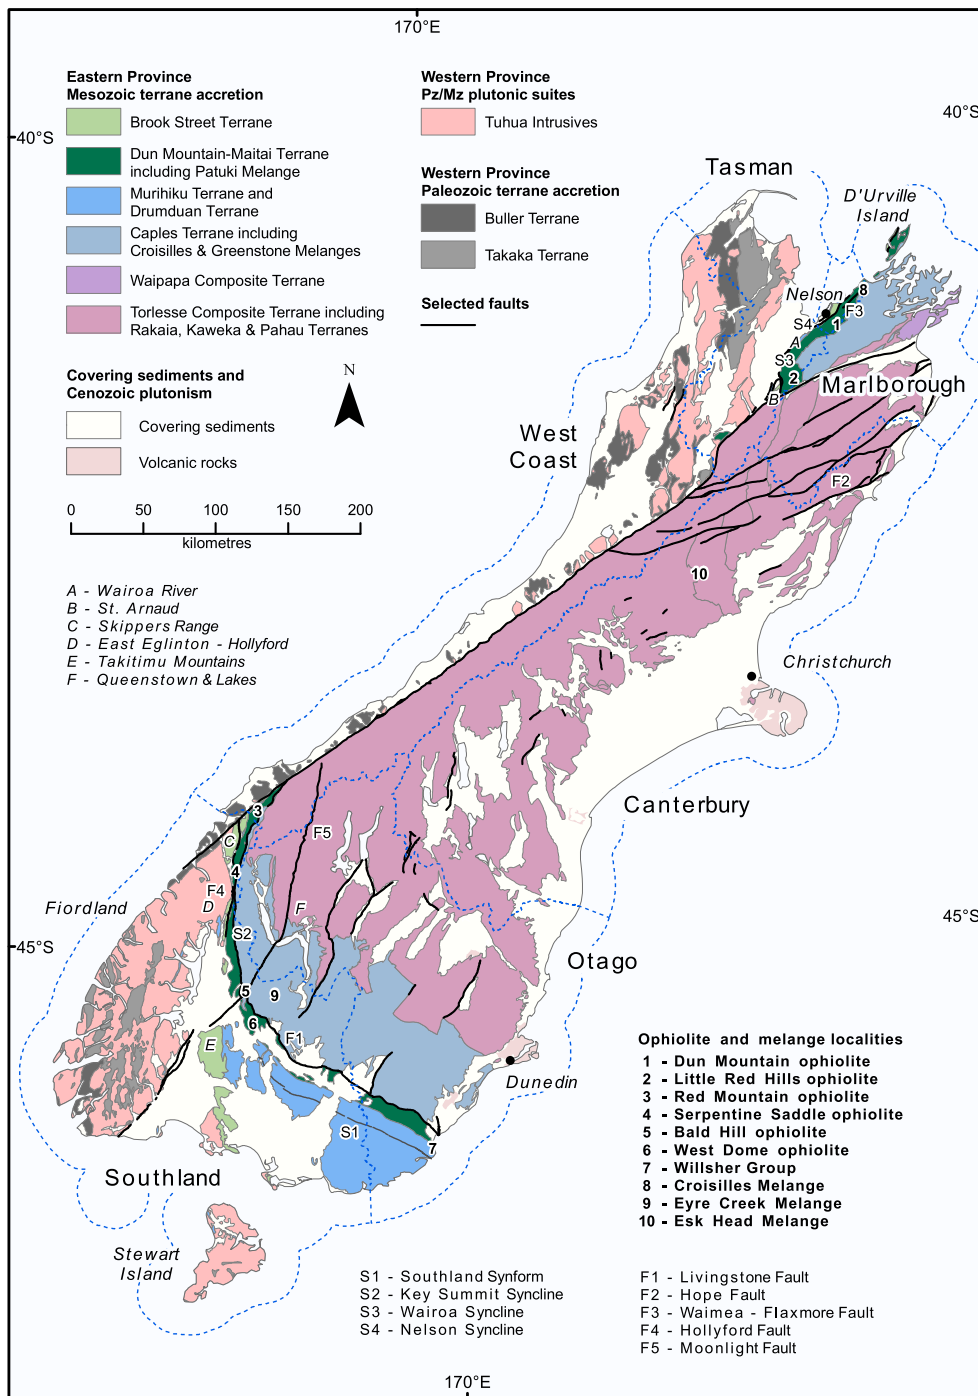 170°E
Eastern Province
Mesozoic terrane accretion
Brook Street Terrane
Dun Mountain-Maitai Terrane
including Patuki Melange
Murihiku Terrane and
Drumduan Terrane
Caples Terrane including
Croisilles & Greenstone Melanges
Waipapa Composite Terrane
Torlesse Composite Terrane including
Rakaia, Kaweka & Pahau Terranes
Covering sediments and
Cenozoic plutonism
Covering sediments
Volcanic rocks
Western Province
Pz/Mz plutonic suites
Tuhua Intrusives
Western Province
Paleozoic terrane accretion
Buller Terrane
Takaka Terrane
Selected faults
N
0 50 100 150 200
kilometres
A - Wairoa River
B - St. Arnaud
C - Skippers Range
D - East Eglinton - Hollyford
E - Takitimu Mountains
F - Queenstown & Lakes
40°S
40°S
Tasman
D'Urville
Island
Nelson
8
F3
S4
1
A
S3
2
B
Marlborough
West
Coast
F2
10
Christchurch
Canterbury
3
C
F5
4
F4
D
Fiordland
F
S2
45°S
45°S
Otago
5
9
6
F1
E
Dunedin
S1
7
Southland
Stewart
Island
Ophiolite and melange localities
1 - Dun Mountain ophiolite
2 - Little Red Hills ophiolite
3 - Red Mountain ophiolite
4 - Serpentine Saddle ophiolite
5 - Bald Hill ophiolite
6 - West Dome ophiolite
7 - Willsher Group
8 - Croisilles Melange
9 - Eyre Creek Melange
10 - Esk Head Melange
S1 - Southland Synform
S2 - Key Summit Syncline
S3 - Wairoa Syncline
S4 - Nelson Syncline
F1 - Livingstone Fault
F2 - Hope Fault
F3 - Waimea - Flaxmore Fault
F4 - Hollyford Fault
F5 - Moonlight Fault
170°E